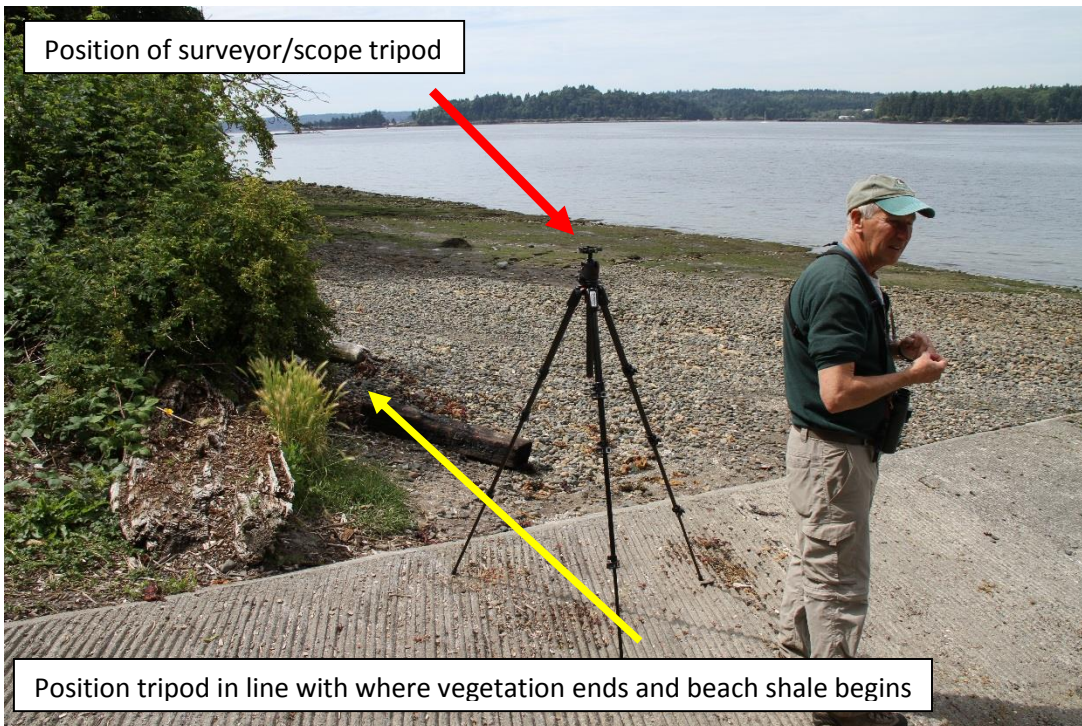 Position of surveyor/scope tripod
Position tripod in line with where vegetation ends and beach shale begins